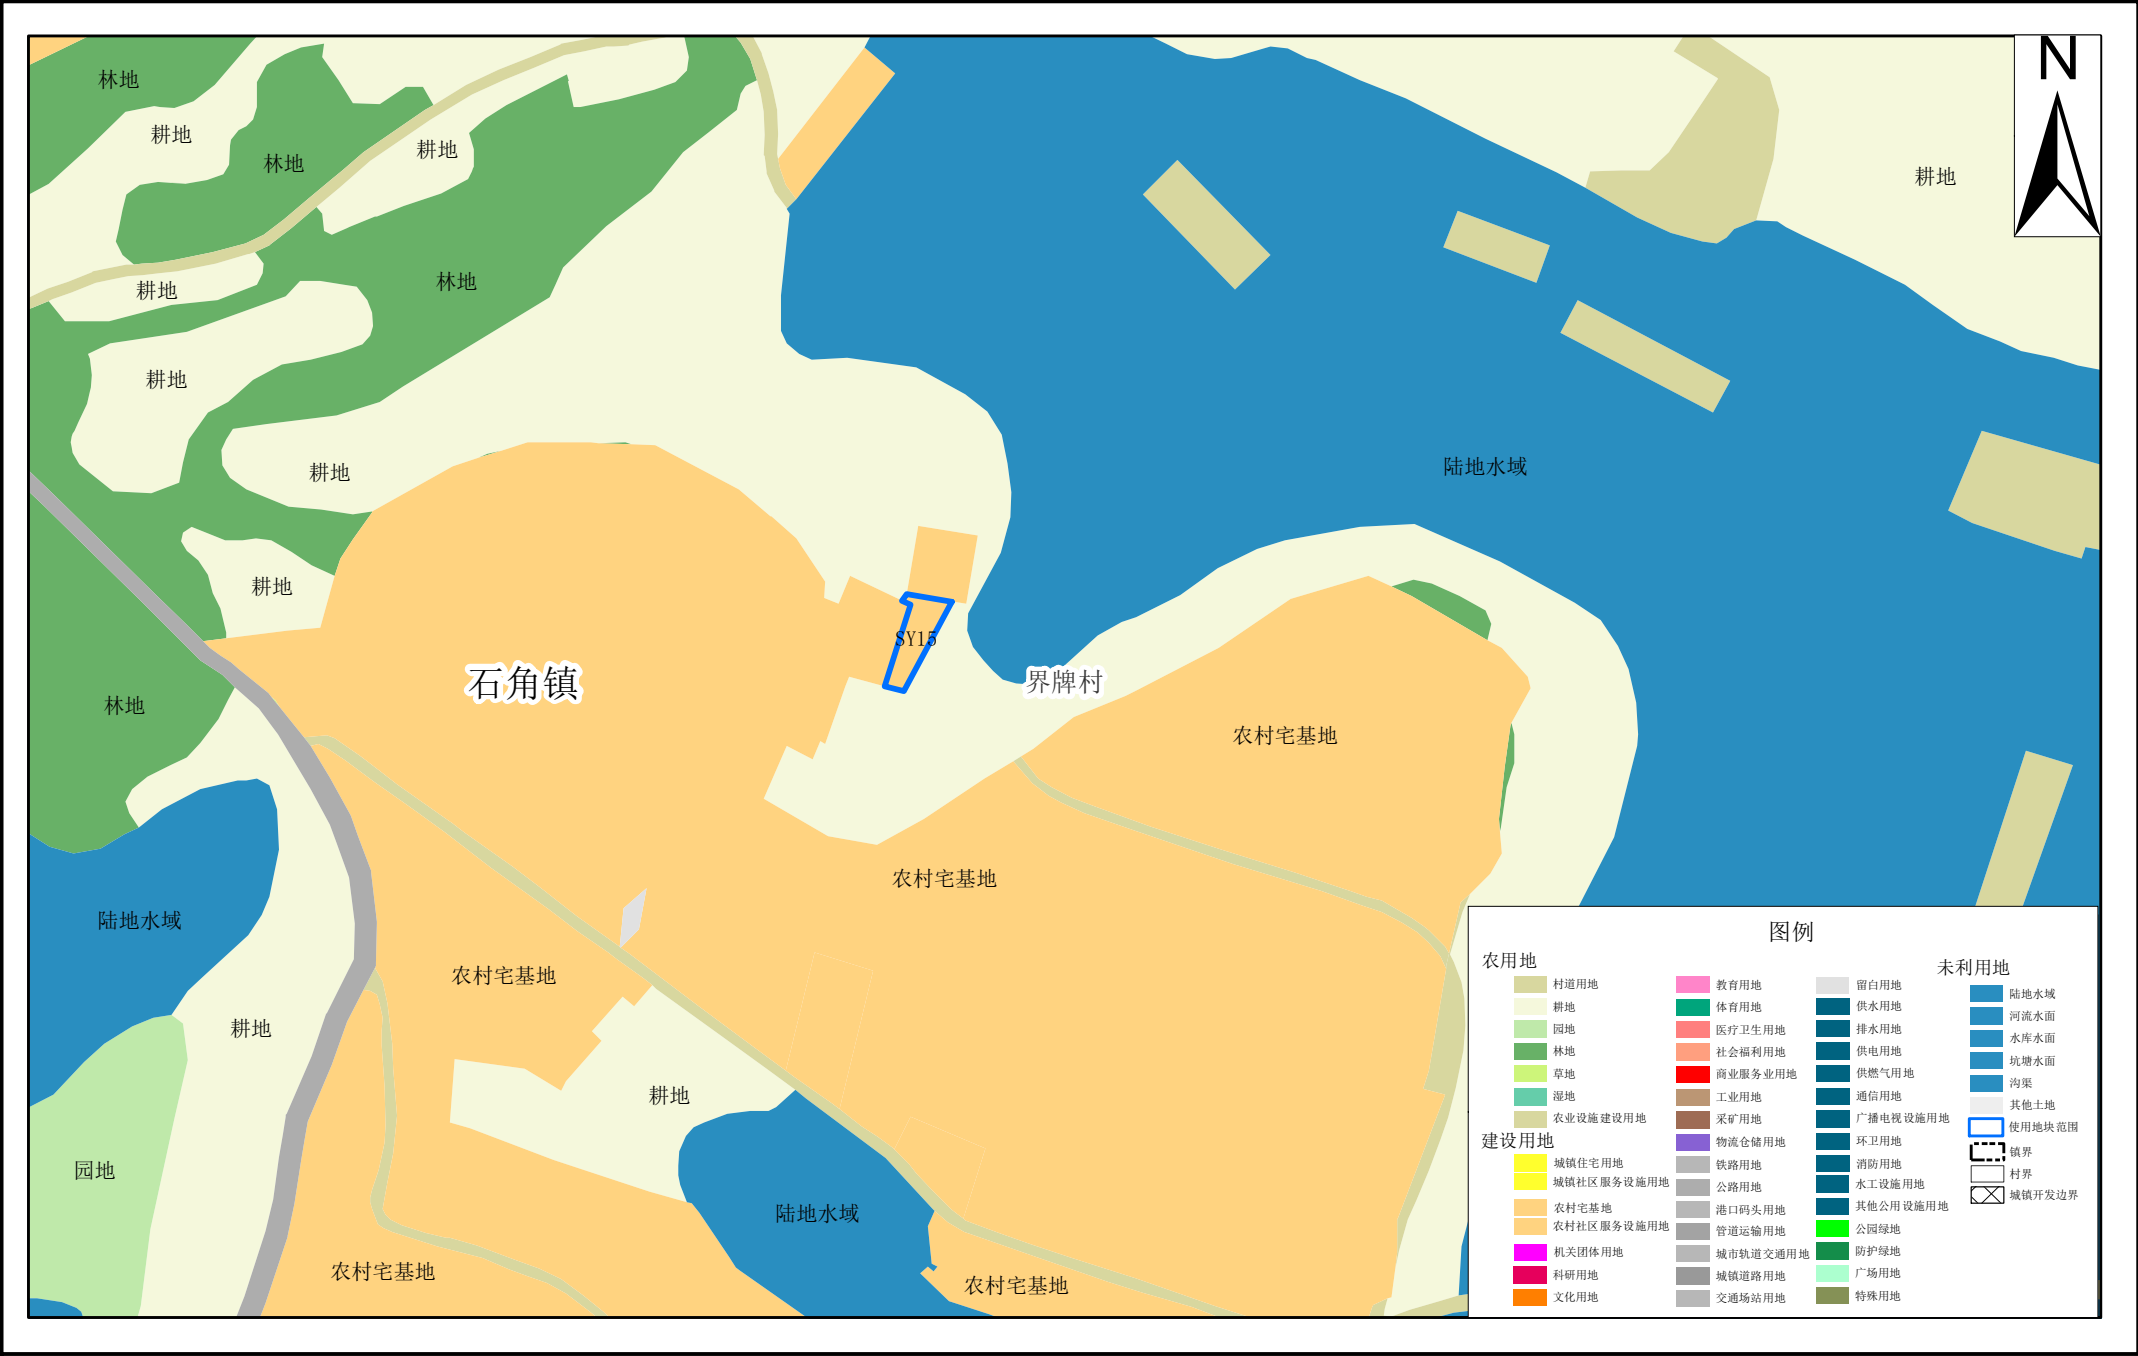 N
林地
耕地
林地
耕地
耕地
林地
耕地
耕地
耕地
陆地水域
耕地
SY15
石角镇
界牌村
林地
农村宅基地
农村宅基地
陆地水域
农村宅基地
耕地
耕地
园地
陆地水域
农村宅基地
农村宅基地
图例
农用地
村道用地
耕地
园地
林地
草地
湿地
农业设施建设用地
建设用地
城镇住宅用地
城镇社区服务设施用地
农村宅基地
农村社区服务设施用地
机关团体用地
科研用地
文化用地
教育用地
体育用地
医疗卫生用地
社会福利用地
商业服务业用地
工业用地
采矿用地
物流仓储用地
铁路用地
公路用地
港口码头用地
管道运输用地
城市轨道交通用地
城镇道路用地
交通场站用地
留白用地
供水用地
排水用地
供电用地
供燃气用地
通信用地
广播电视设施用地
环卫用地
消防用地
水工设施用地
其他公用设施用地
公园绿地
防护绿地
广场用地
特殊用地
未利用地
陆地水域
河流水面
水库水面
坑塘水面
沟渠
其他土地
使用地块范围
镇界
村界
城镇开发边界